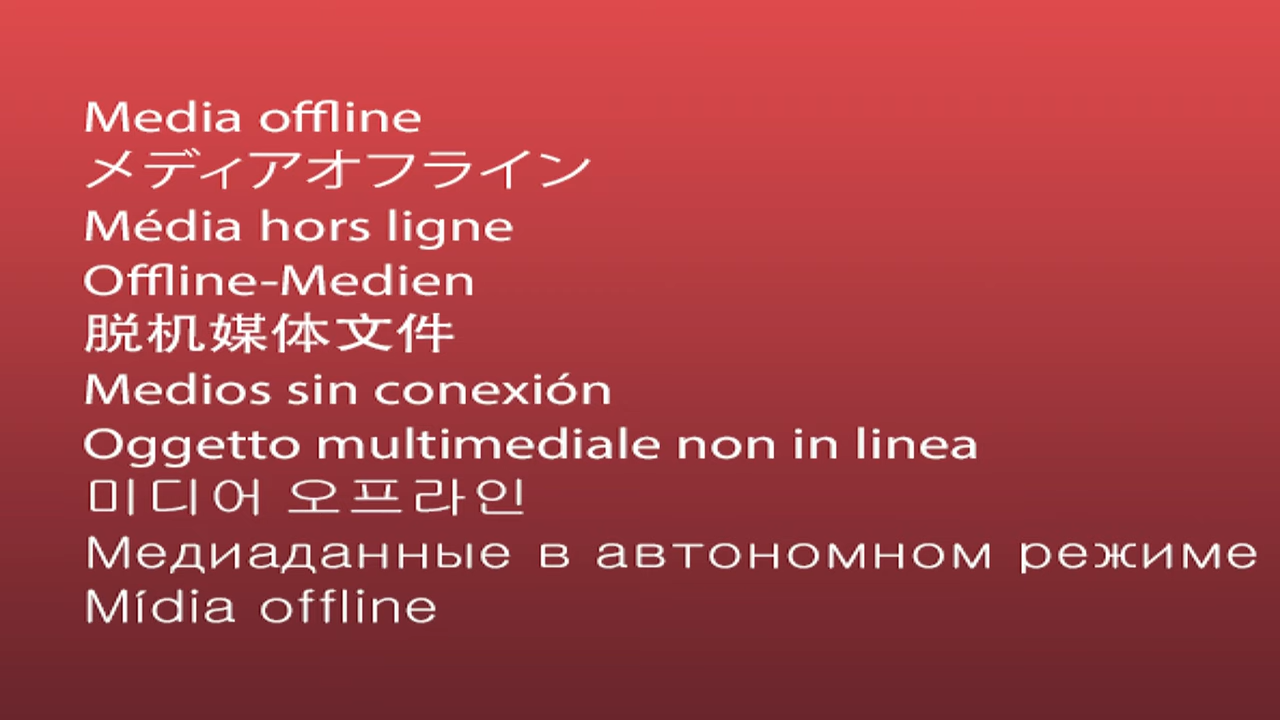 Media offline
メディアオフライン
Média hors ligne
Offline-Medien
脱机媒体文件
Medios sin conexión
Oggetto multimediale non in linea
미디어 오프라인
Медиаданные в автономном режиме
Mídia offline